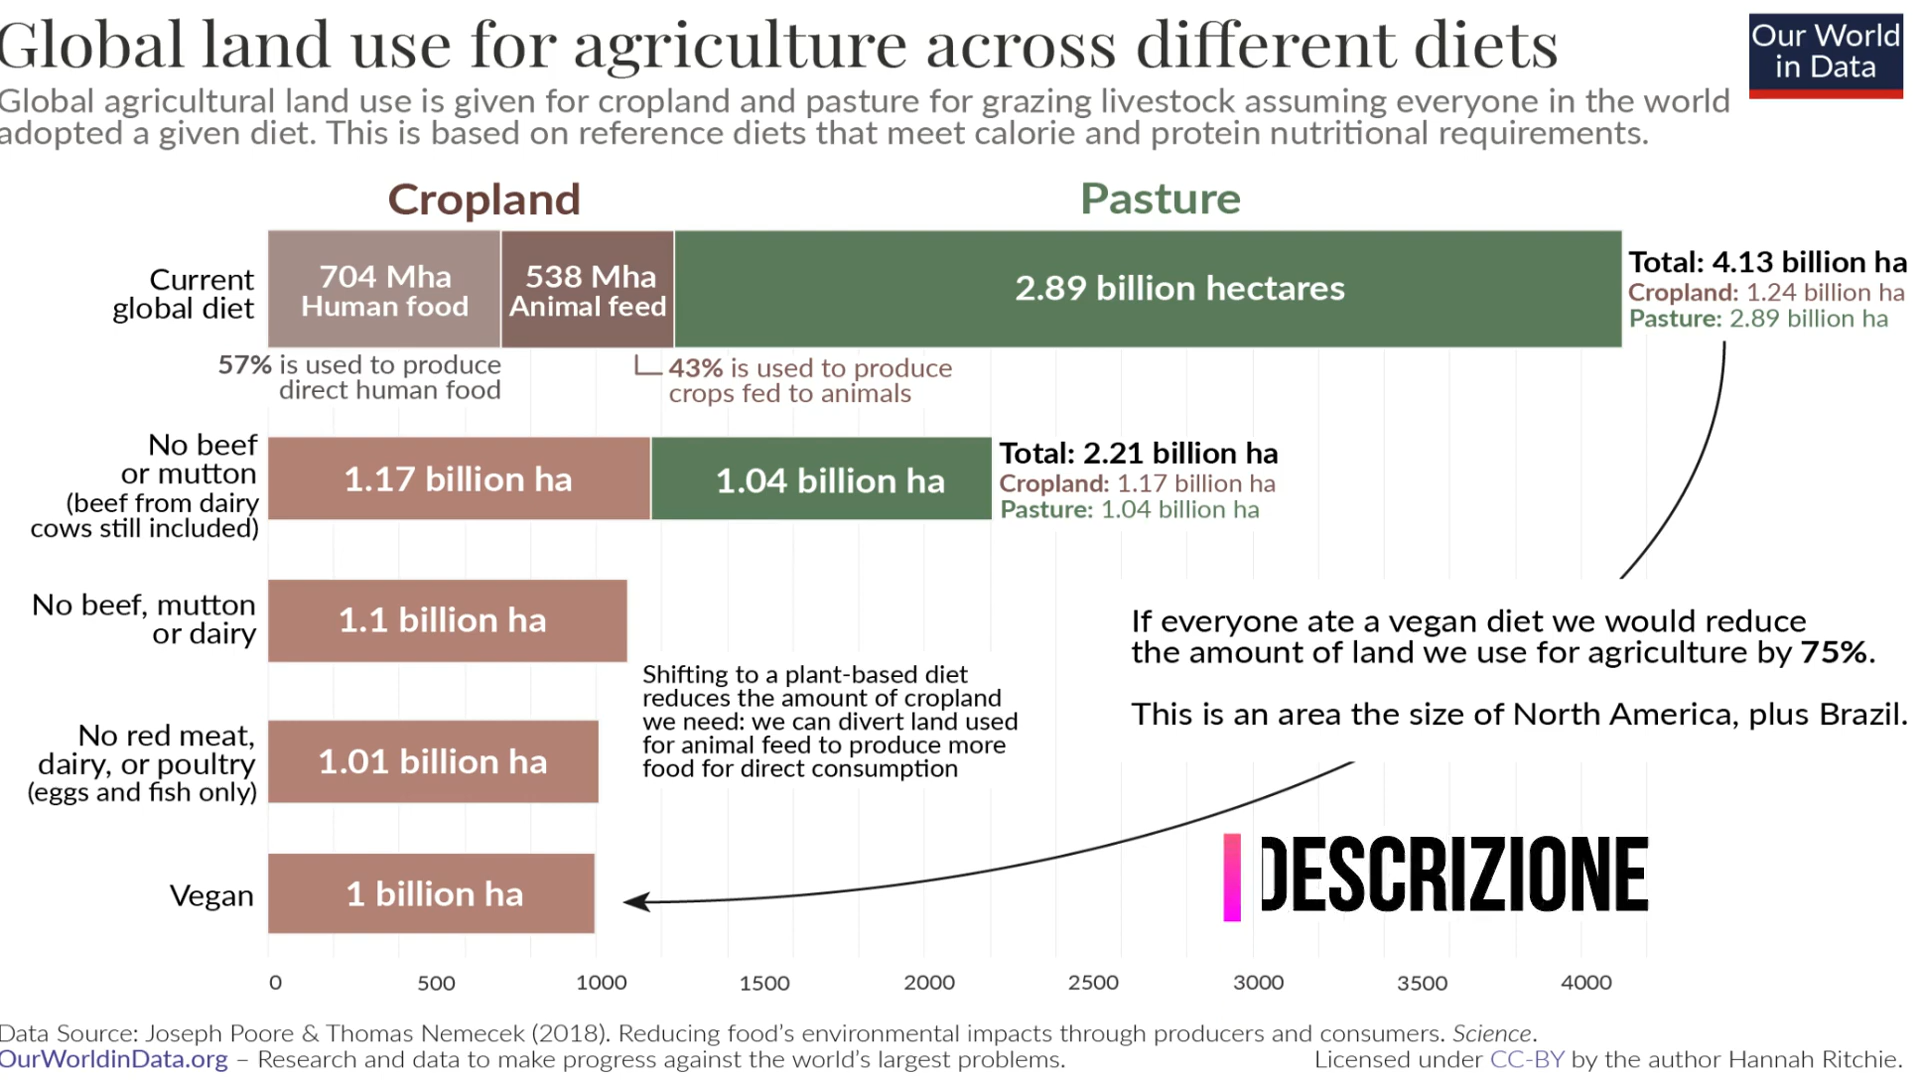 Global land use for agriculture across different diets
Our World
in Data
Global agricultural land use is given for cropland and pasture for grazing livestock assuming everyone in the world
adopted a given diet. This is based on reference diets that meet calorie and protein nutritional requirements.
Cropland
Pasture
Current
global diet
704 Mha
Human food
538 Mha
Animal feed
2.89 billion hectares
Total: 4.13 billion ha
Cropland: 1.24 billion ha
Pasture: 2.89 billion ha
57% is used to produce
direct human food
43% is used to produce
crops fed to animals
No beef
or mutton
(beef from dairy
cows still included)
1.17 billion ha
1.04 billion ha
Total: 2.21 billion ha
Cropland: 1.17 billion ha
Pasture: 1.04 billion ha
No beef, mutton
or dairy
1.1 billion ha
If everyone ate a vegan diet we would reduce
the amount of land we use for agriculture by 75%.
This is an area the size of North America, plus Brazil.
Shifting to a plant-based diet
reduces the amount of cropland
we need: we can divert land used
for animal feed to produce more
food for direct consumption
No red meat,
dairy, or poultry
(eggs and fish only)
1.01 billion ha
Vegan
1 billion ha
DESCRIZIONE
0 500 1000 1500 2000 2500 3000 3500 4000
Data Source: Joseph Poore & Thomas Nemecek (2018). Reducing food's environmental impacts through producers and consumers. Science.
OurWorldinData.org – Research and data to make progress against the world's largest problems.
Licensed under CC-BY by the author Hannah Ritchie.